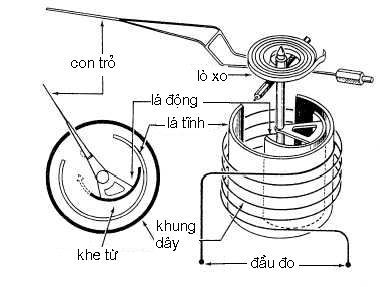 con trỏ
lò xo
lá động
lá tĩnh
khung
dây
khe từ
đầu đo